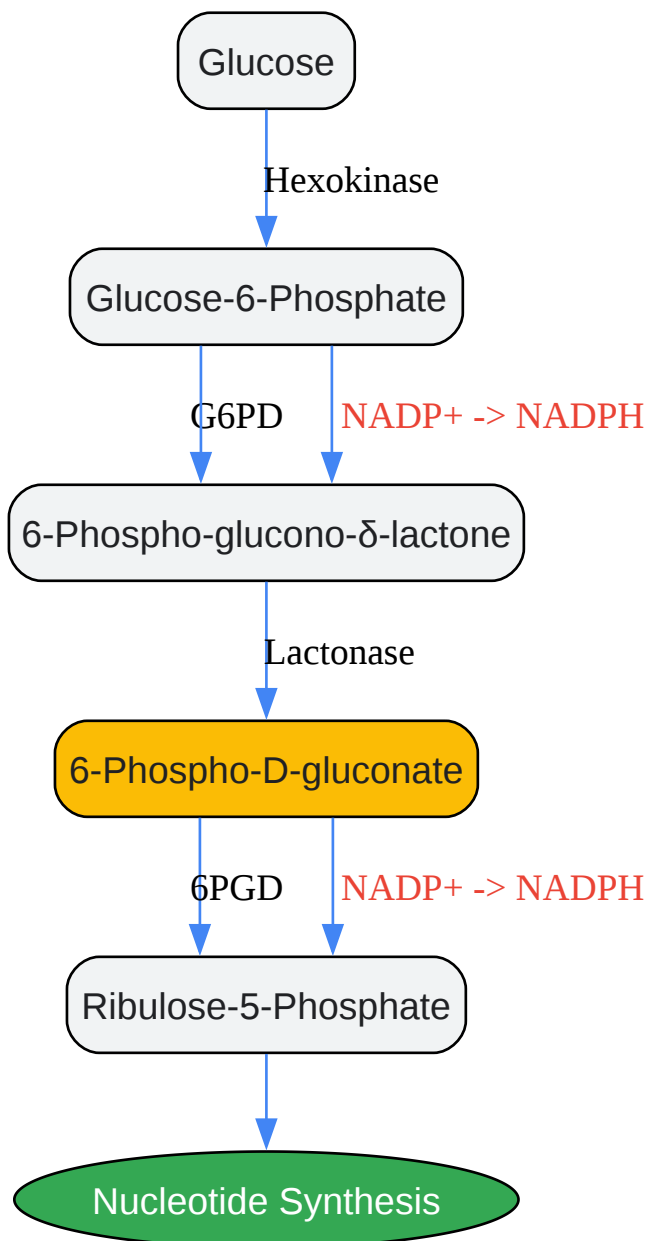 Glucose
Hexokinase
Glucose-6-Phosphate
G6PD
NADP+ -> NADPH
6-Phospho-glucono-δ-lactone
Lactonase
6-Phospho-D-gluconate
6PGD
NADP+ -> NADPH
Ribulose-5-Phosphate
Nucleotide Synthesis